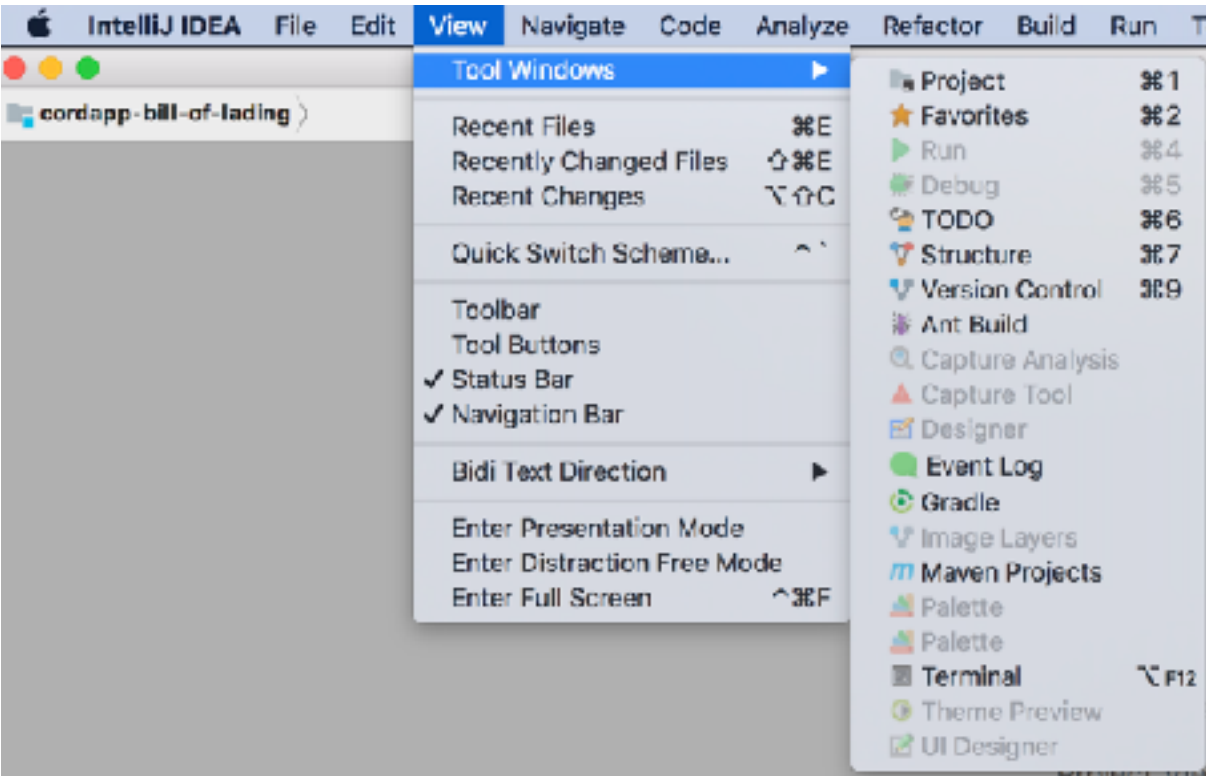 IntelliJ IDEA File Edit View Navigate Code Analyze Refactor Build Run T
cordapp-bill-of-lading
Tool Windows
Recent Files ⌘E
Recently Changed Files ⇧⌘E
Recent Changes ⌥⇧C
Quick Switch Scheme... ^`
Toolbar
Tool Buttons
✓ Status Bar
✓ Navigation Bar
Bidi Text Direction
Enter Presentation Mode
Enter Distraction Free Mode
Enter Full Screen ^⌘F
Project ⌘1
Favorites ⌘2
Run ⌘4
Debug ⌘5
TODO ⌘6
Structure ⌘7
Version Control ⌘9
Ant Build
Capture Analysis
Capture Tool
Designer
Event Log
Gradle
Image Layers
Maven Projects
Palette
Palette
Terminal ⌥F12
Theme Preview
UI Designer